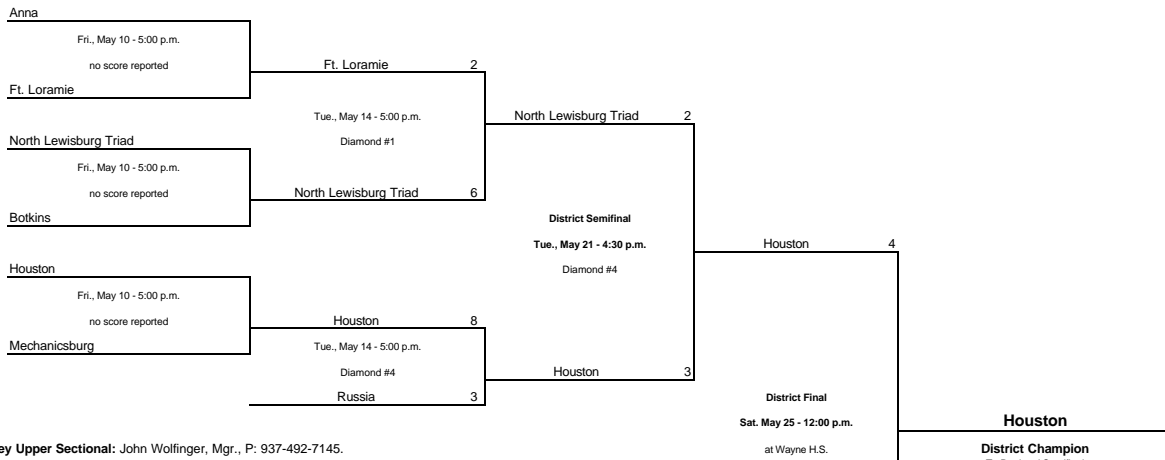 Anna
Fri., May 10 - 5:00 p.m.
no score reported
Ft. Loramie 2
Ft. Loramie
Tue., May 14 - 5:00 p.m.
North Lewisburg Triad 2
North Lewisburg Triad
Diamond #1
Fri., May 10 - 5:00 p.m.
no score reported
North Lewisburg Triad 6
Botkins
District Semifinal
Tue., May 21 - 4:30 p.m.
Houston 4
Houston
Diamond #4
Fri., May 10 - 5:00 p.m.
no score reported
Houston 8
Mechanicsburg
Tue., May 14 - 5:00 p.m.
Diamond #4
Houston 3
Russia 3
District Final
Sat. May 25 - 12:00 p.m.
Houston
ey Upper Sectional: John Wolfinger, Mgr., P: 937-492-7145.
at Wayne H.S.
District Champion